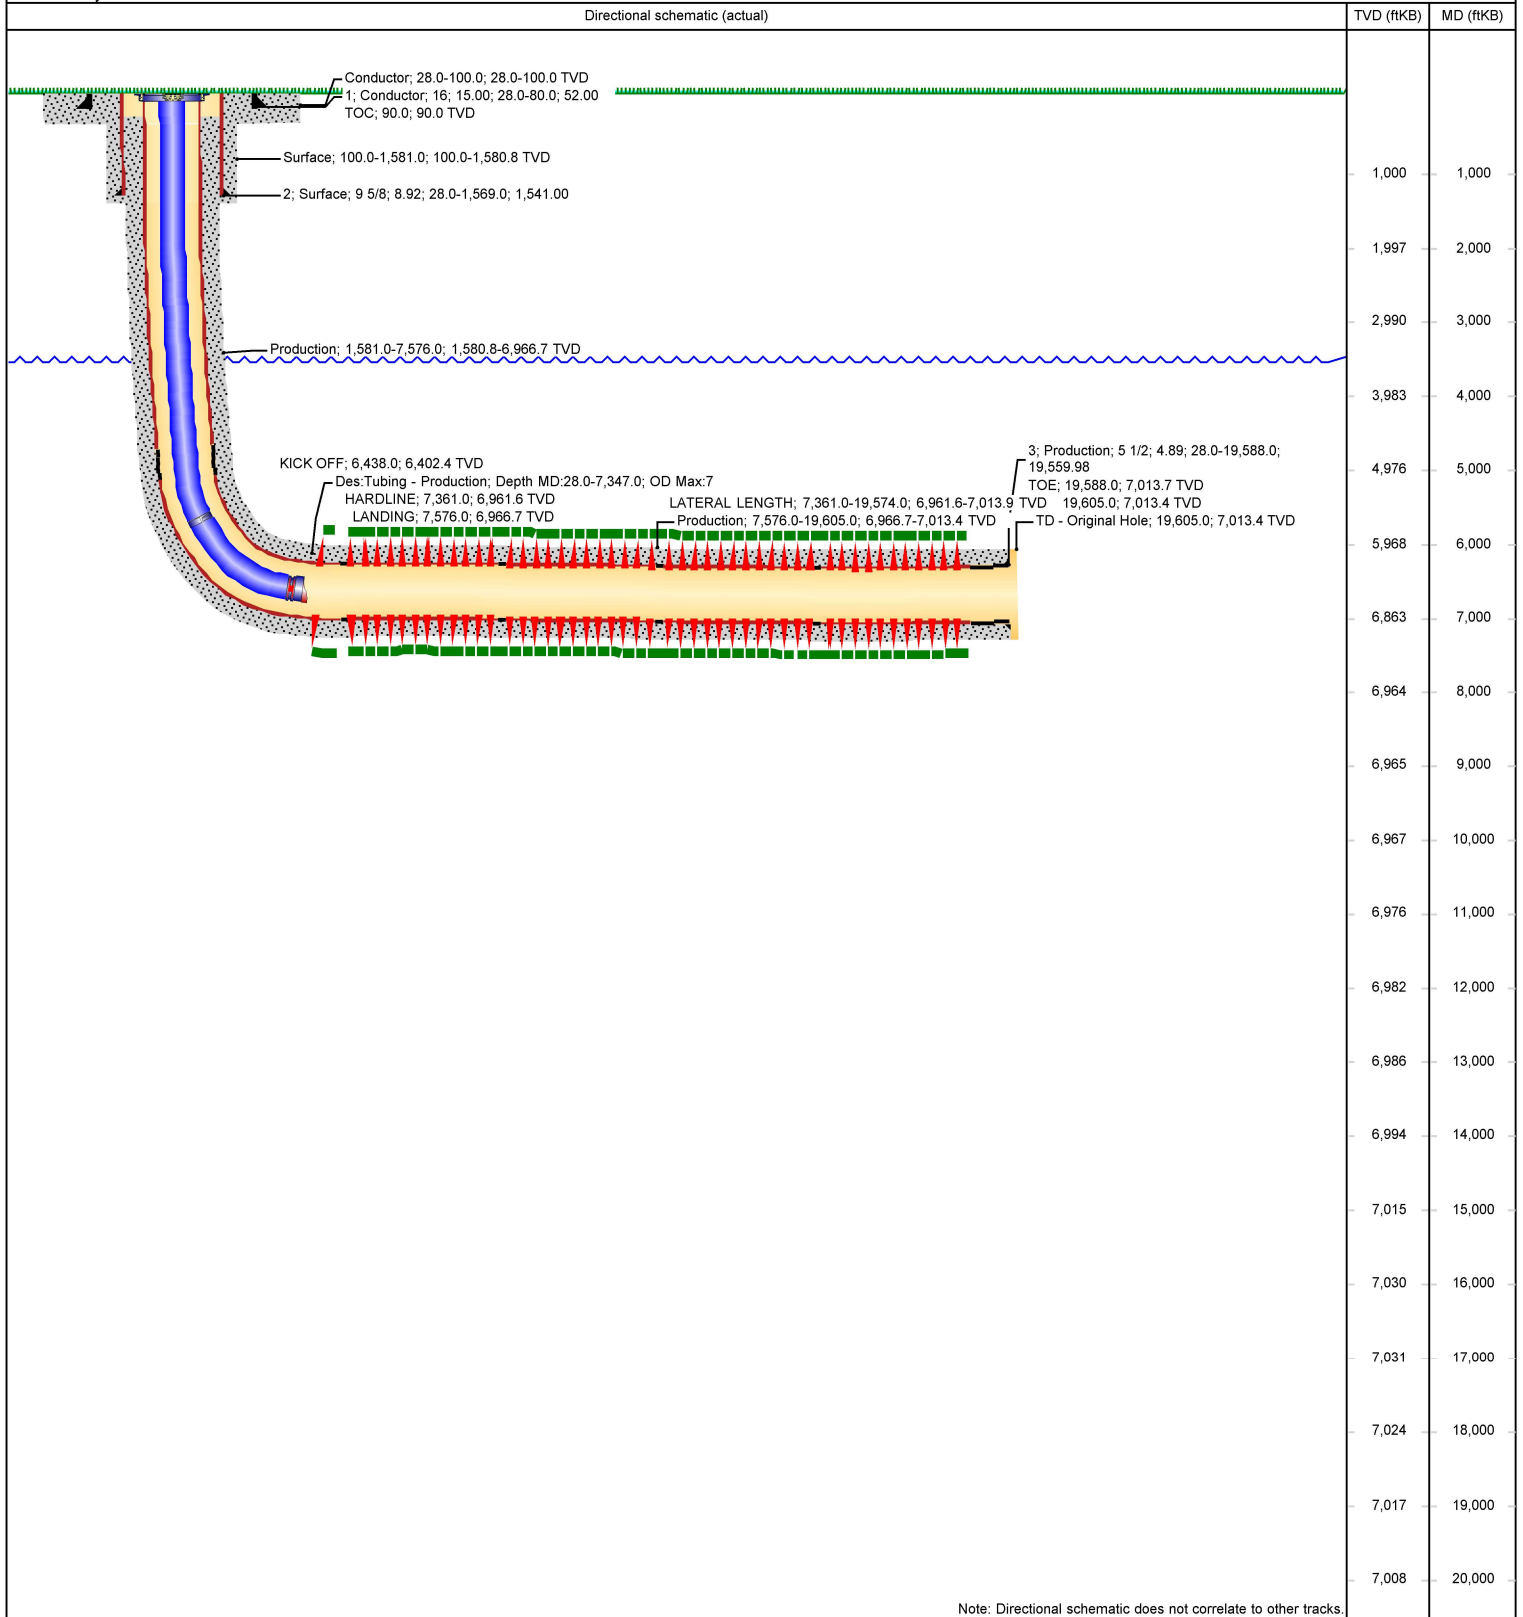 Directional schematic (actual)
TVD (ftKB)
MD (ftKB)
Conductor; 28.0-100.0; 28.0-100.0 TVD
1; Conductor; 16; 15.00; 28.0-80.0; 52.00
TOC; 90.0; 90.0 TVD
Surface; 100.0-1,581.0; 100.0-1,580.8 TVD
1,000 1,000
2; Surface; 9 5/8; 8.92; 28.0-1,569.0; 1,541.00
1,997 2,000
2,990 3,000
Production; 1,581.0-7,576.0; 1,580.8-6,966.7 TVD
3,983 4,000
3; Production; 5 1/2; 4.89; 28.0-19,588.0;
19,559.98
KICK OFF; 6,438.0; 6,402.4 TVD
4,976 5,000
Des:Tubing - Production; Depth MD:28.0-7,347.0; OD Max:7
TOE; 19,588.0; 7,013.7 TVD
HARDLINE; 7,361.0; 6,961.6 TVD
LATERAL LENGTH; 7,361.0-19,574.0; 6,961.6-7,013.9 TVD
19,605.0; 7,013.4 TVD
LANDING; 7,576.0; 6,966.7 TVD
Production; 7,576.0-19,605.0; 6,966.7-7,013.4 TVD
TD - Original Hole; 19,605.0; 7,013.4 TVD
5,968 6,000
6,863 7,000
6,964 8,000
6,965 9,000
6,967 10,000
6,976 11,000
6,982 12,000
6,986 13,000
6,994 14,000
7,015 15,000
7,030 16,000
7,031 17,000
7,024 18,000
7,017 19,000
7,008 20,000
Note: Directional schematic does not correlate to other tracks.